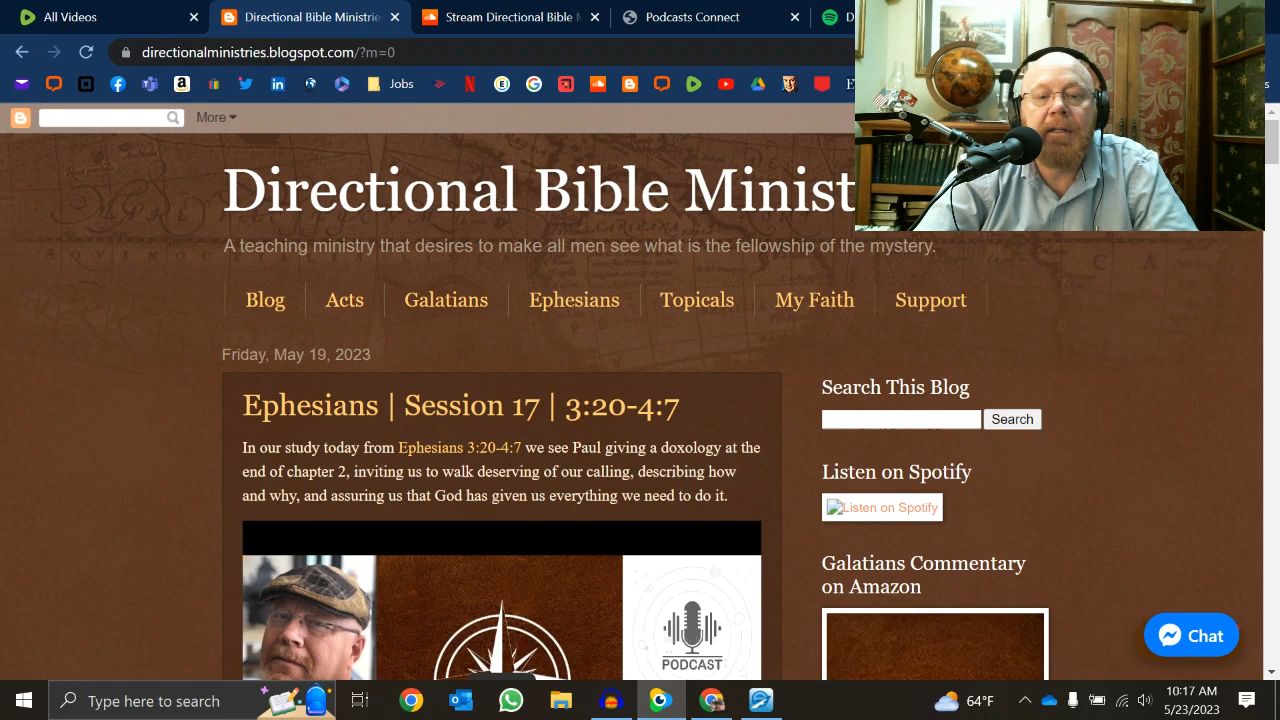 All Videos
Directional Bible Ministrie
Stream Directional Bible M
Podcasts Connect
D
directionalministries.blogspot.com/?m=0
Jobs
More
Directional Bible Minist
A teaching ministry that desires to make all men see what is the fellowship of the mystery.
Blog
Acts
Galatians
Ephesians
Topicals
My Faith
Support
Friday, May 19, 2023
Ephesians | Session 17 | 3:20-4:7
In our study today from Ephesians 3:20-4:7 we see Paul giving a doxology at the
end of chapter 2, inviting us to walk deserving of our calling, describing how
and why, and assuring us that God has given us everything we need to do it.
PODCAST
Search This Blog
Search
Listen on Spotify
Listen on Spotify
Galatians Commentary
on Amazon
Chat
Type here to search
64°F
10:17 AM
5/23/2023